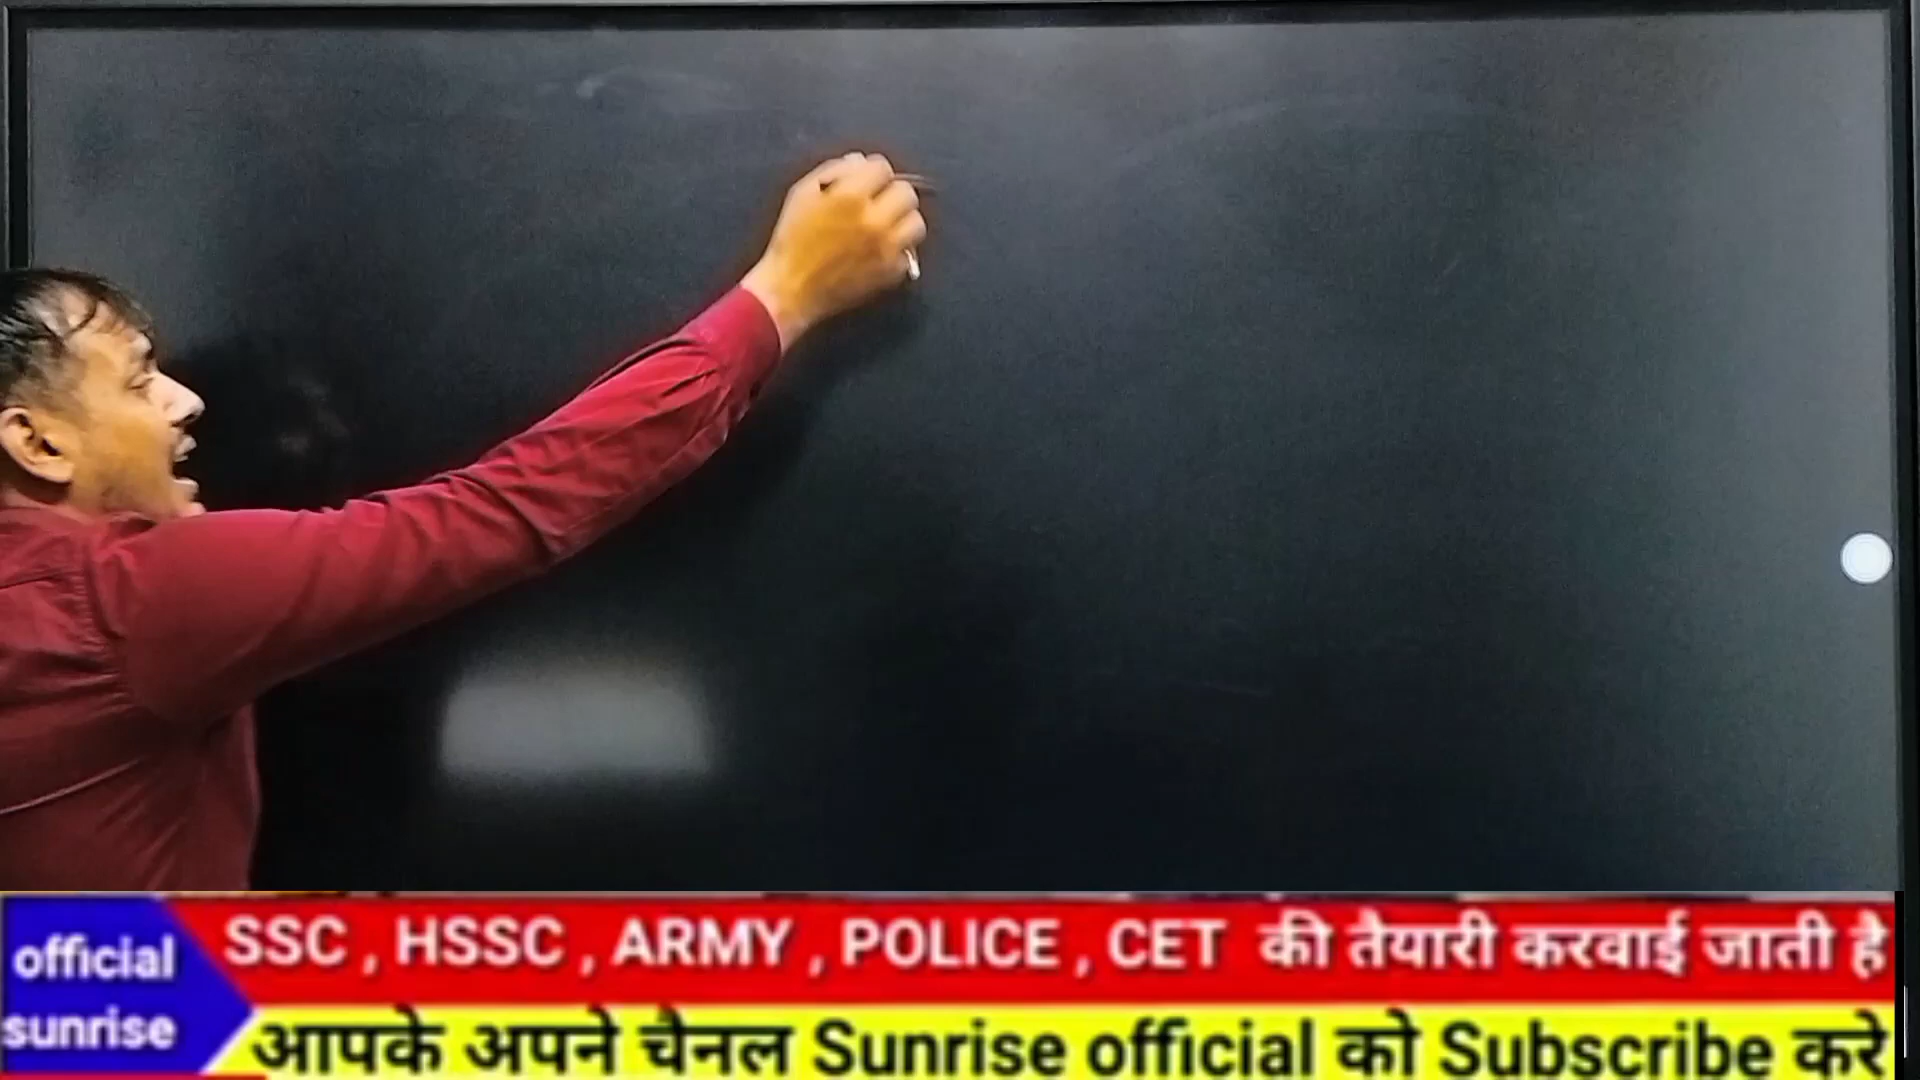 official
sunrise
SSC , HSSC , ARMY , POLICE , CET की तैयारी करवाई जाती है
आपके अपने चैनल Sunrise official को Subscribe करे